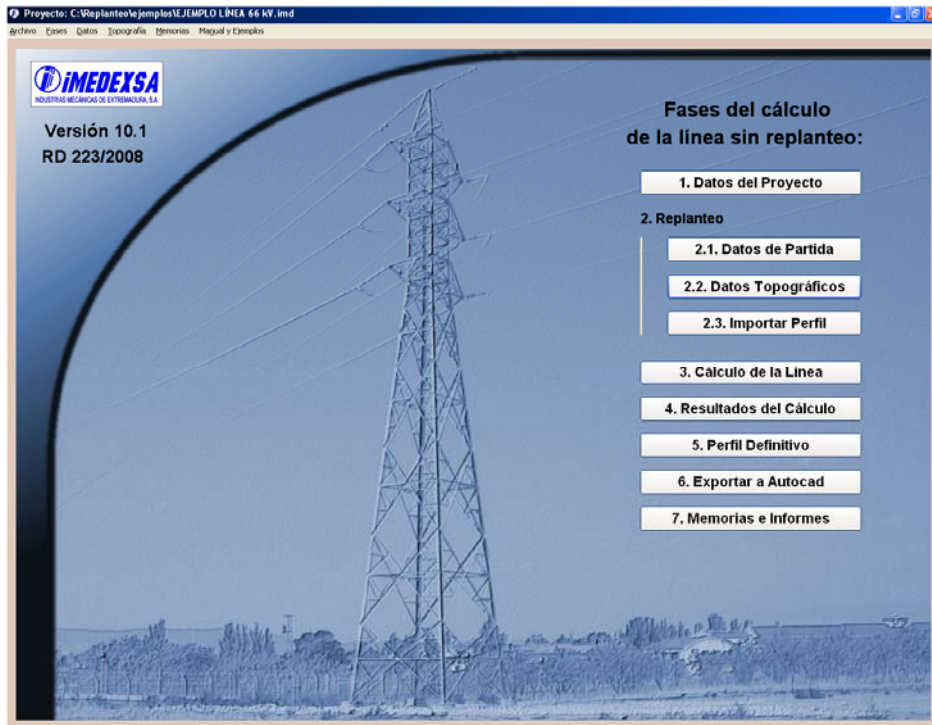 Proyecto: C:\Replanteo\ejemplos\EJEMPLO LÍNEA 66 kV.imd
Archivo Fases Datos Topografía Memorias Manual y Ejemplos
iMEDEXSA
INDUSTRIAS MECÁNICAS DE EXTREMADURA, S.A.
Versión 10.1
RD 223/2008
Fases del cálculo
de la línea sin replanteo:
1. Datos del Proyecto
2. Replanteo
2.1. Datos de Partida
2.2. Datos Topográficos
2.3. Importar Perfil
3. Cálculo de la Línea
4. Resultados del Cálculo
5. Perfil Definitivo
6. Exportar a Autocad
7. Memorias e Informes